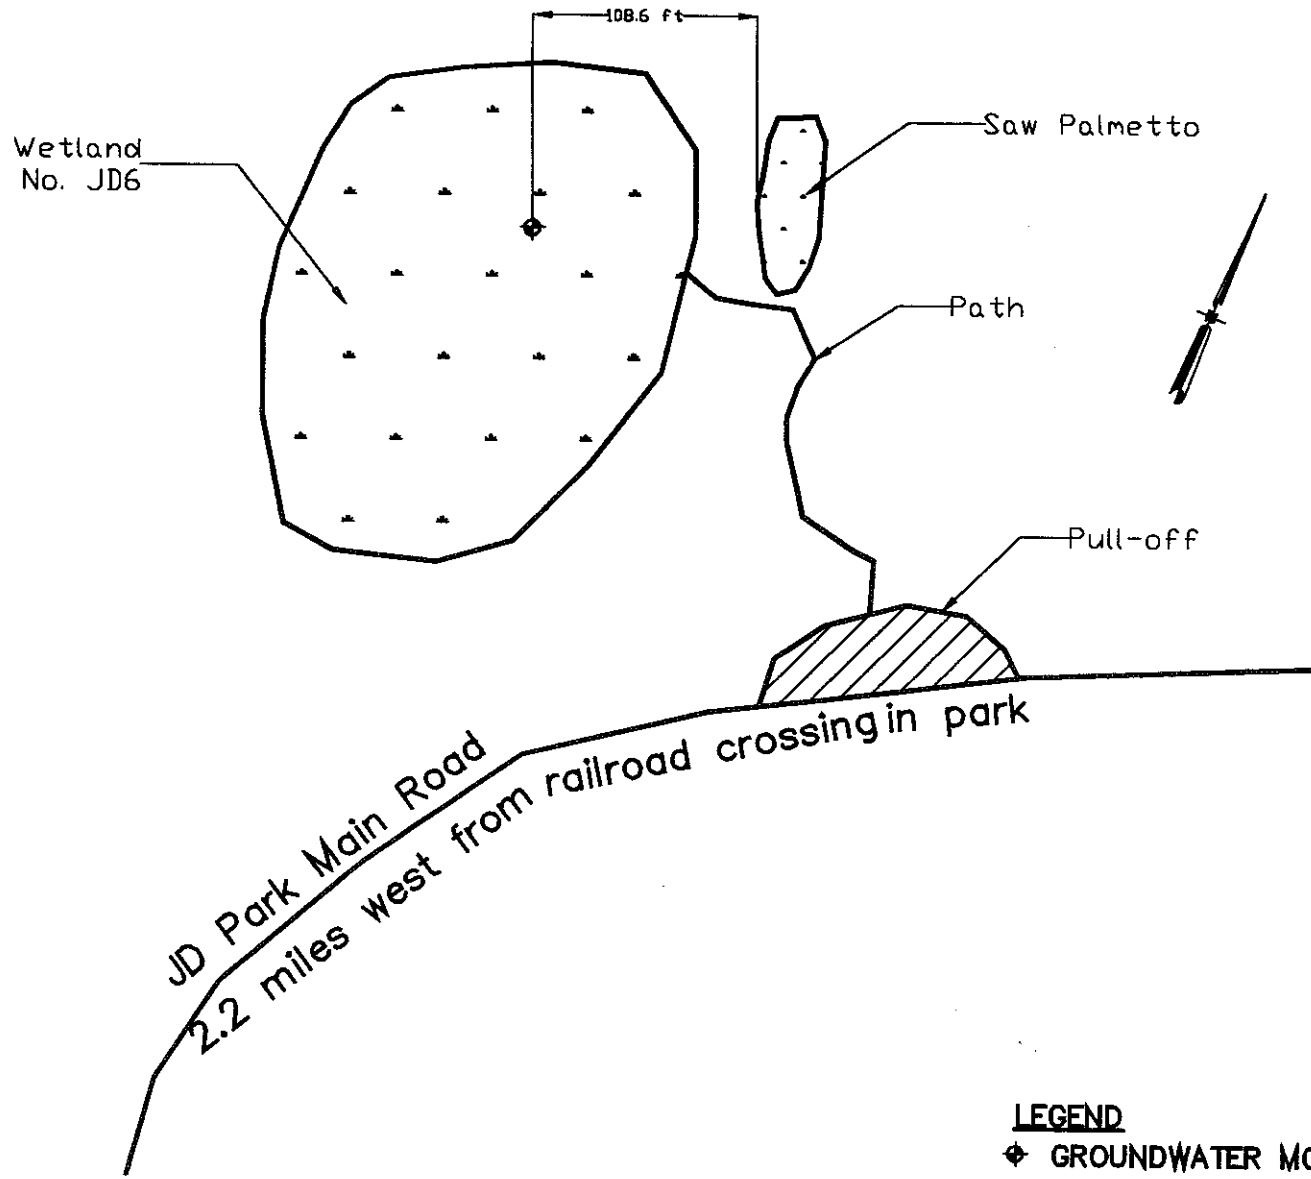 108.6 ft
Wetland
No. JD6
Saw Palmetto
Path
Pull-off
JD Park Main Road
2.2 miles west from railroad crossing in park
LEGEND
GROUNDWATER